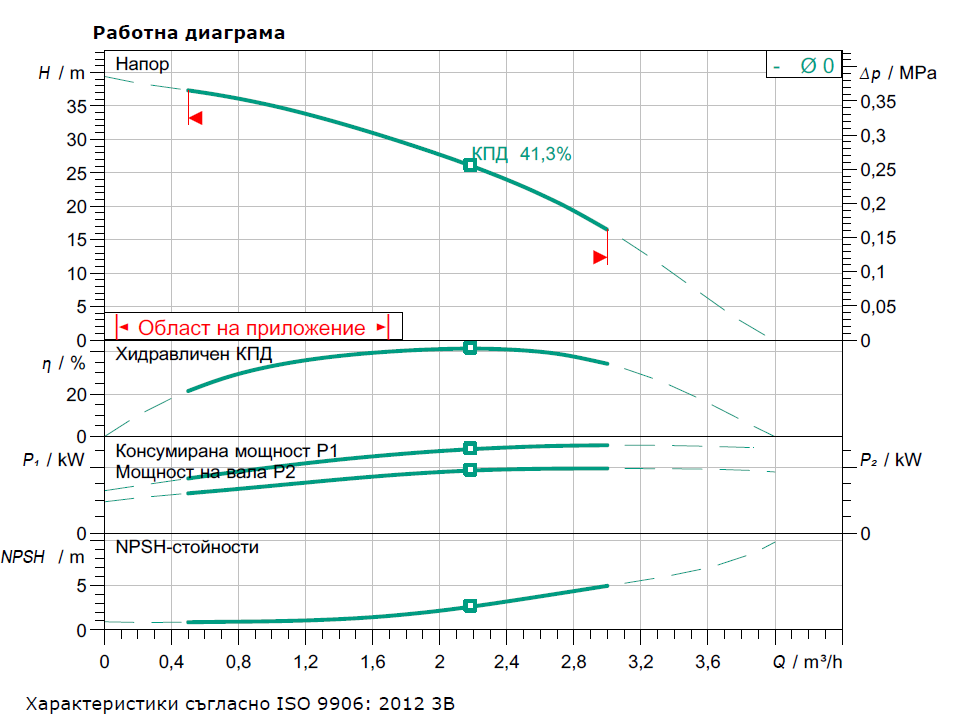 Работна диаграма
H / m
Напор
- Ø 0
Δp / MPa
35
0,35
30
0,3
КПД 41,3%
25
0,25
20
0,2
15
0,15
10
0,1
5
0,05
Област на приложение
0
0
η / %
Хидравличен КПД
20
0
P₁ / kW
Консумирана мощност P1
P₂ / kW
Мощност на вала P2
0
0
NPSH / m
NPSH-стойности
5
0
0 0,4 0,8 1,2 1,6 2 2,4 2,8 3,2 3,6 Q / m³/h
Характеристики съгласно ISO 9906: 2012 3B